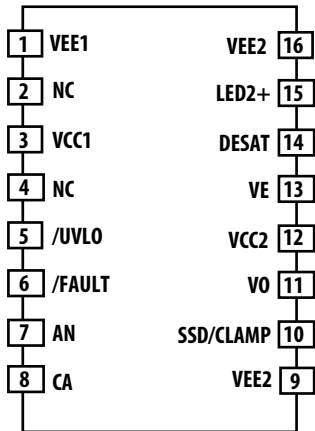 1 VEE1 VEE2 16
2 NC LED2+ 15
3 VCC1 DESAT 14
4 NC VE 13
5 /UVLO VCC2 12
6 /FAULT VO 11
7 AN SSD/CLAMP 10
8 CA VEE2 9